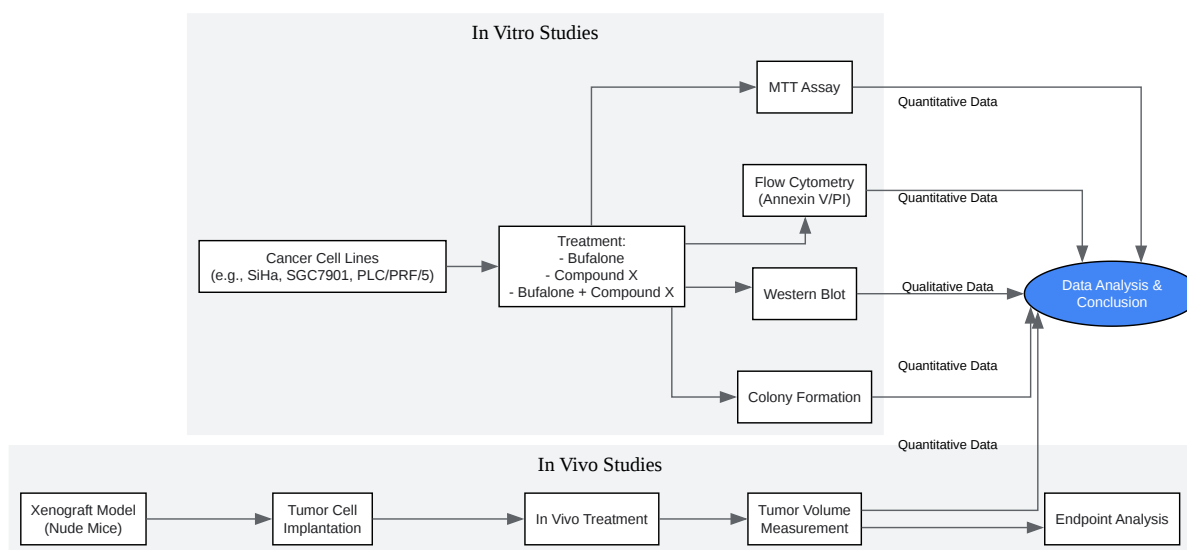 In Vitro Studies
MTT Assay
Quantitative Data
Flow Cytometry
(Annexin V/PI)
Quantitative Data
Cancer Cell Lines
(e.g., SiHa, SGC7901, PLC/PRF/5)
Treatment:
- Bufalone
- Compound X
- Bufalone + Compound X
Western Blot
Qualitative Data
Data Analysis &
Conclusion
Colony Formation
Quantitative Data
Quantitative Data
In Vivo Studies
Xenograft Model
(Nude Mice)
Tumor Cell
Implantation
In Vivo Treatment
Tumor Volume
Measurement
Endpoint Analysis